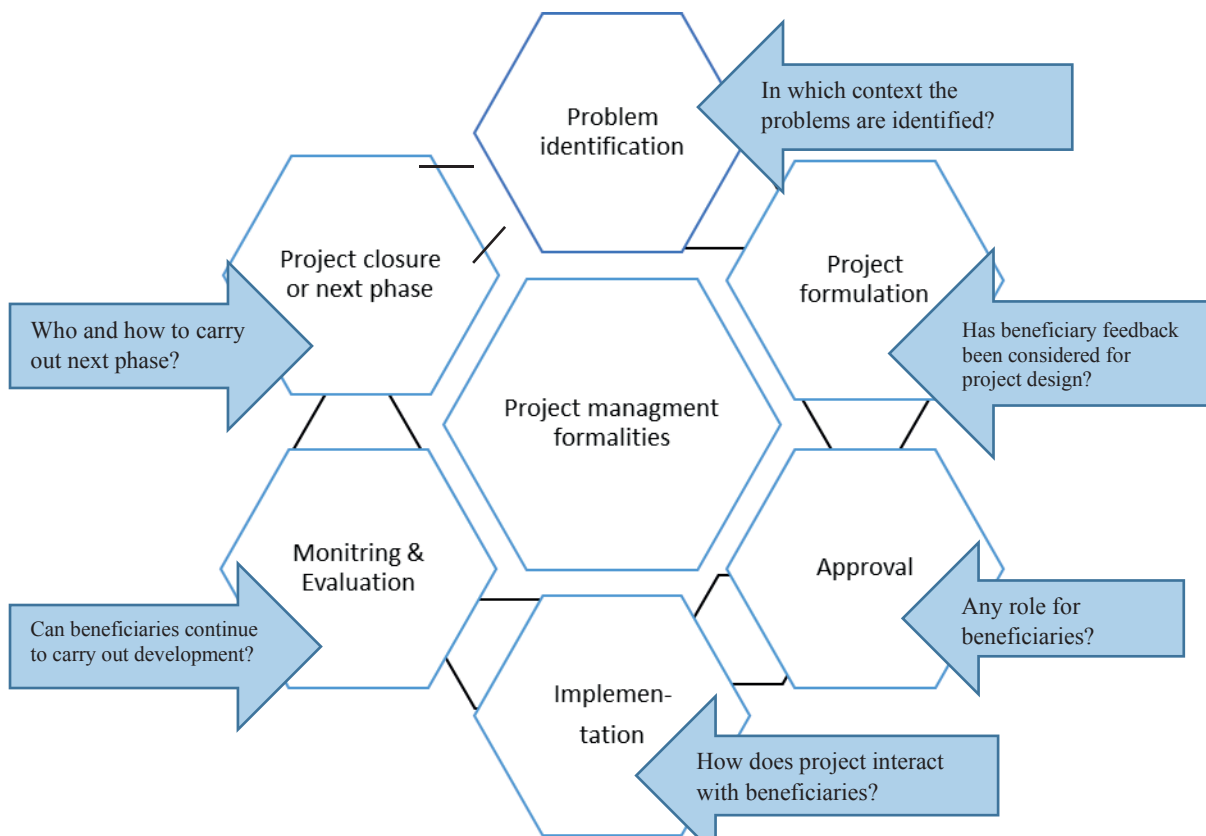 Problem
identification
In which context the
problems are identified?
Project closure
or next phase
Project
formulation
Who and how to carry
out next phase?
Has beneficiary feedback
been considered for
project design?
Project managment
formalities
Monitring &
Evaluation
Approval
Can beneficiaries continue
to carry out development?
Any role for
beneficiaries?
Implemen-
tation
How does project interact
with beneficiaries?